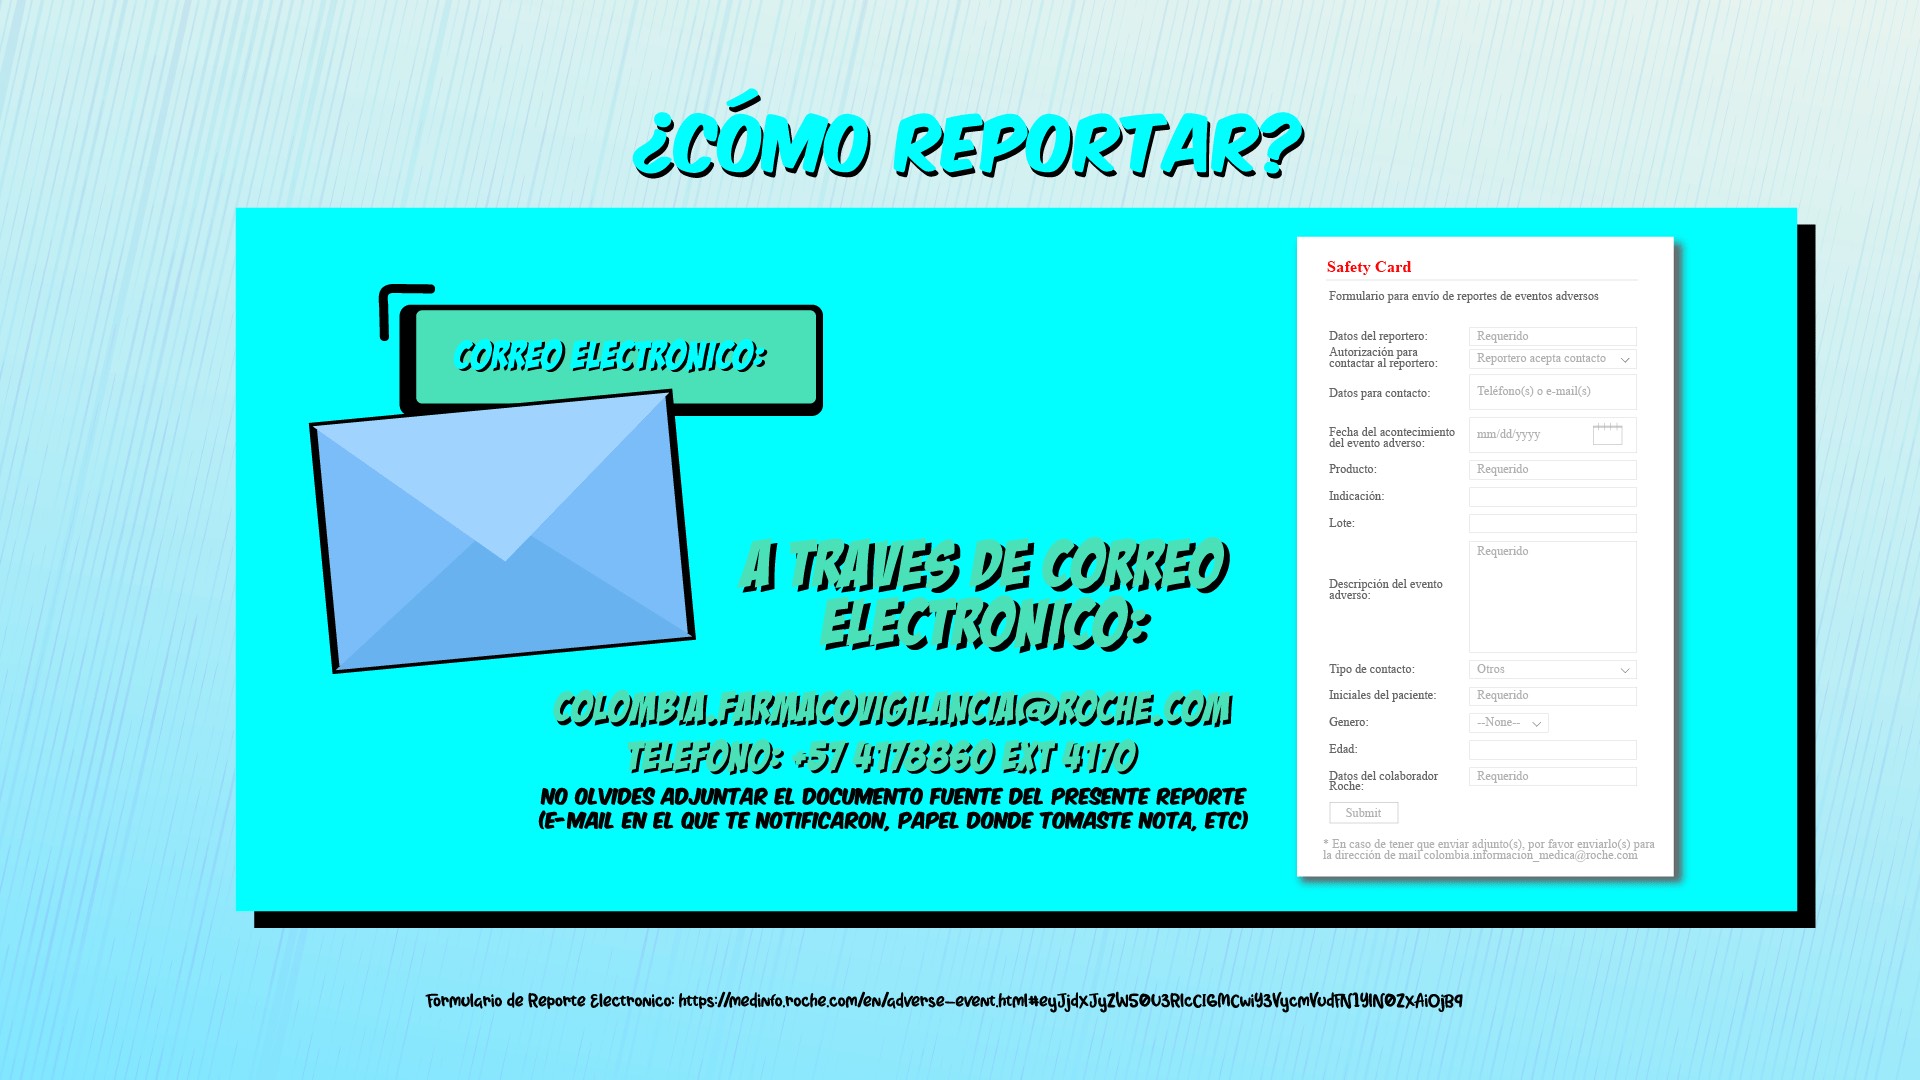 ¿CÓMO REPORTAR?
CORREO ELECTRONICO:
A TRAVES DE CORREO
ELECTRONICO:
COLOMBIA.FARMACOVIGILANCIA@ROCHE.COM
TELEFONO: +57 4178860 EXT 4170
NO OLVIDES ADJUNTAR EL DOCUMENTO FUENTE DEL PRESENTE REPORTE
(E-MAIL EN EL QUE TE NOTIFICARON, PAPEL DONDE TOMASTE NOTA, ETC)
Safety Card
Formulario para envío de reportes de eventos adversos
Datos del reportero: Requerido
Autorización para
contactar al reportero: Reportero acepta contacto
Datos para contacto: Teléfono(s) o e-mail(s)
Fecha del acontecimiento
del evento adverso: mm/dd/yyyy
Producto: Requerido
Indicación:
Lote:
Requerido
Descripción del evento
adverso:
Tipo de contacto: Otros
Iniciales del paciente: Requerido
Genero: --None--
Edad:
Datos del colaborador
Roche: Requerido
Submit
* En caso de tener que enviar adjunto(s), por favor enviarlo(s) para
la dirección de mail colombia.informacion_medica@roche.com
Formulario de Reporte Electronico: https://medinfo.roche.com/en/adverse-event.html#